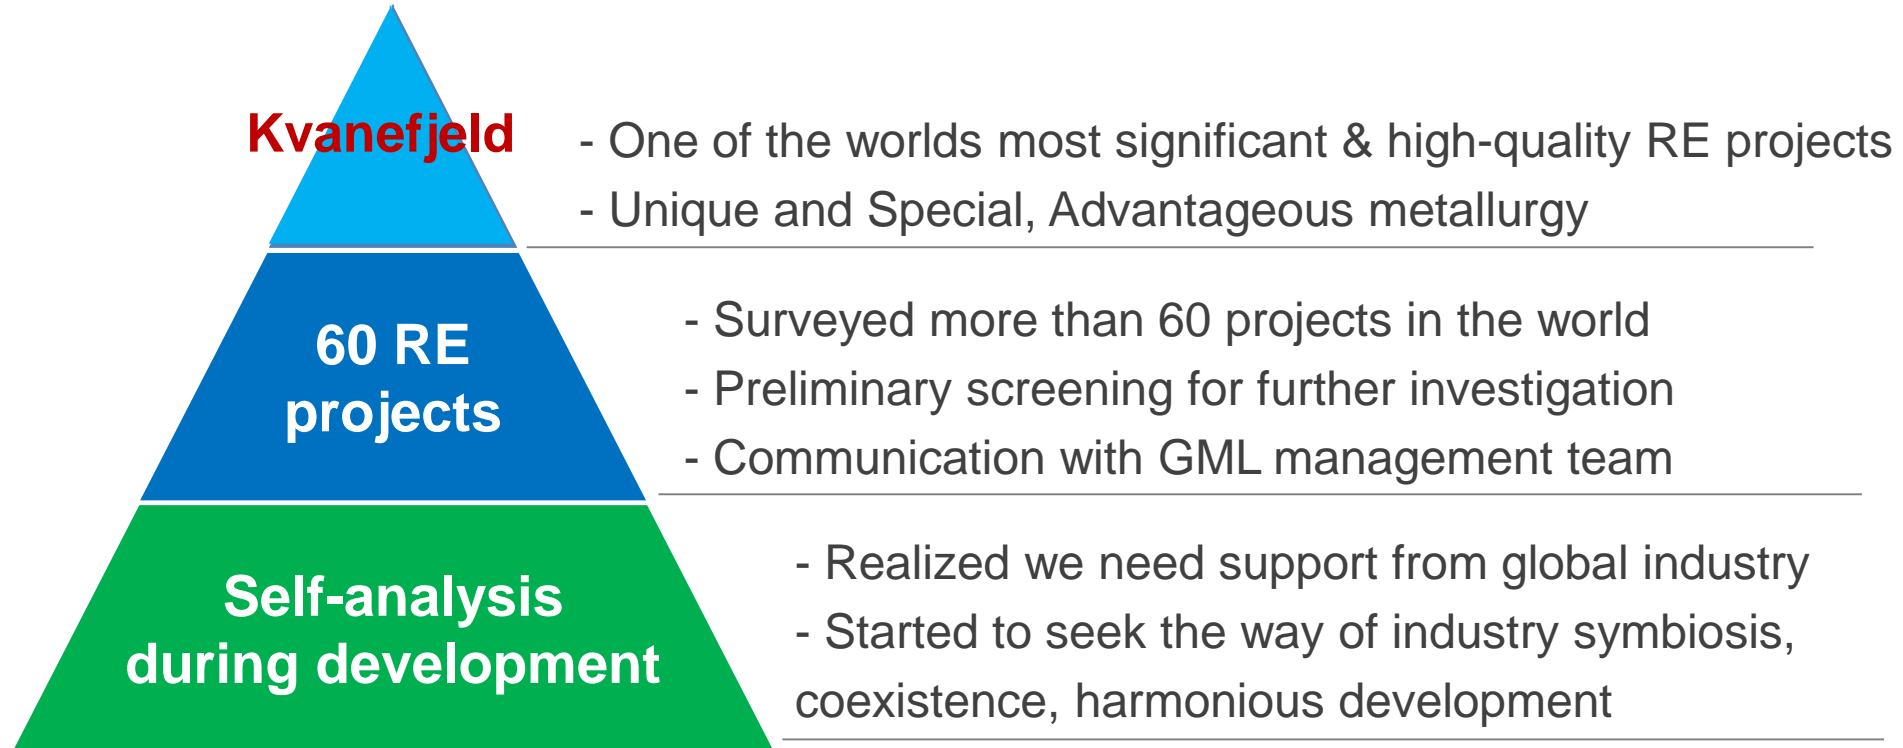 Kvanefjeld
- One of the worlds most significant & high-quality RE projects
- Unique and Special, Advantageous metallurgy
60 RE
projects
- Surveyed more than 60 projects in the world
- Preliminary screening for further investigation
- Communication with GML management team
Self-analysis
during development
- Realized we need support from global industry
- Started to seek the way of industry symbiosis,
coexistence, harmonious development